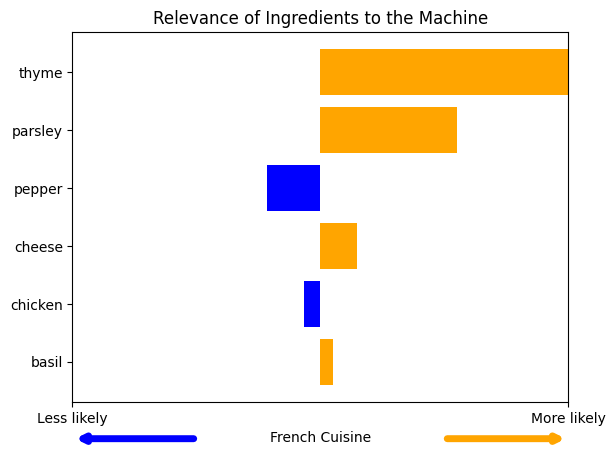 Relevance of Ingredients to the Machine
thyme
parsley
pepper
cheese
chicken
basil
Less likely
More likely
French Cuisine